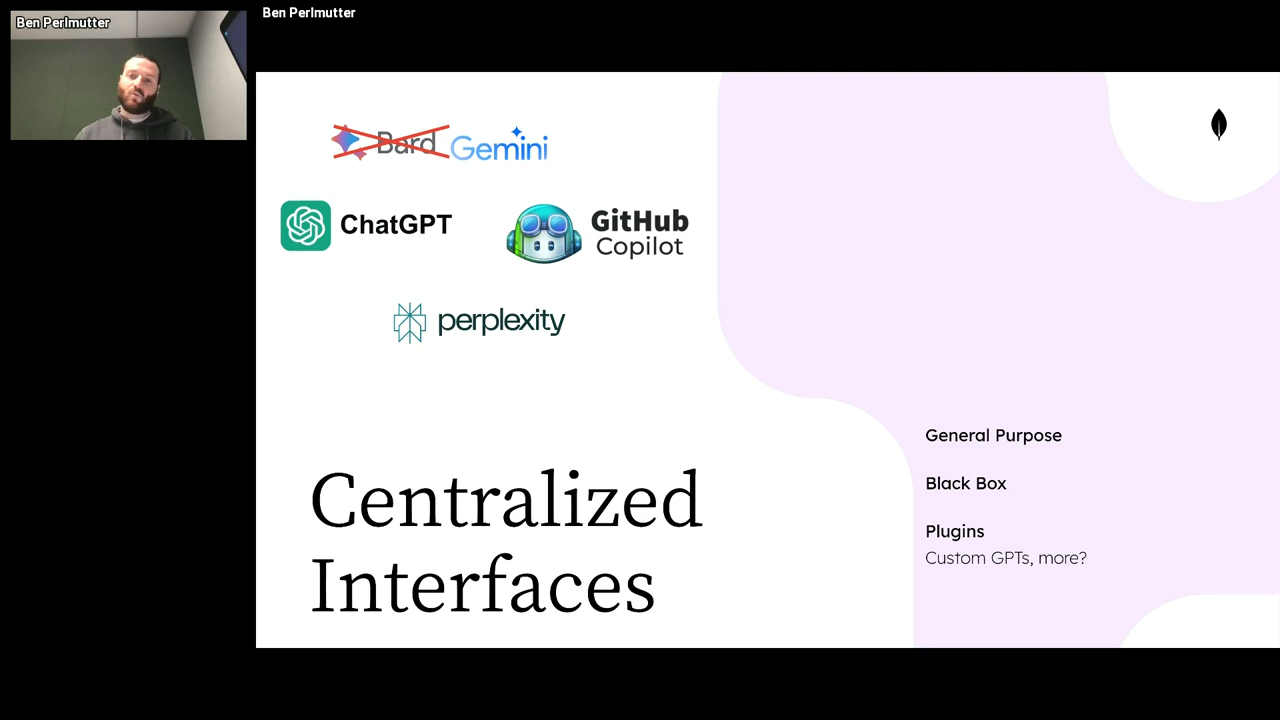 Ben Perlmutter
Ben Perlmutter
Bard Gemini
ChatGPT
GitHub
Copilot
perplexity
Centralized
Interfaces
General Purpose
Black Box
Plugins
Custom GPTs, more?